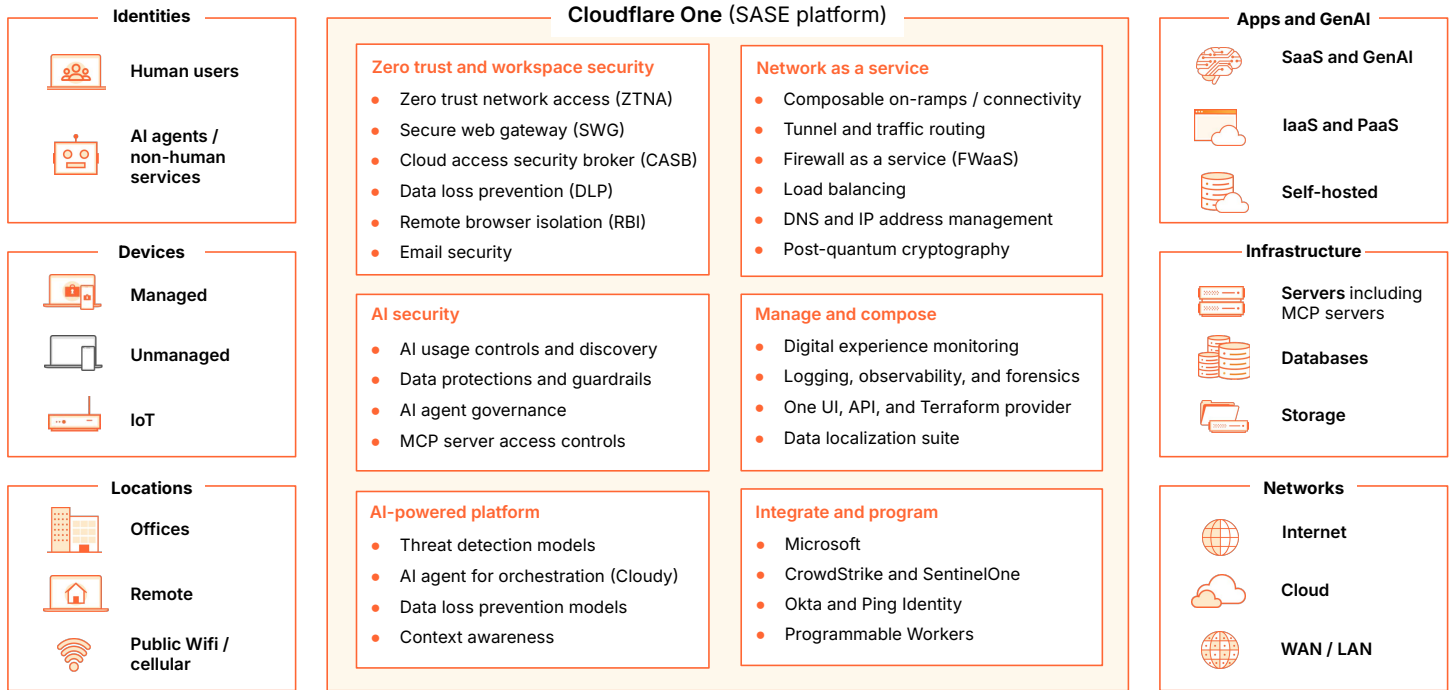 Identities
Human users
AI agents /
non-human
services
Devices
Managed
Unmanaged
IoT
Locations
Offices
Remote
Public Wifi /
cellular
Cloudflare One (SASE platform)
Zero trust and workspace security
Zero trust network access (ZTNA)
Secure web gateway (SWG)
Cloud access security broker (CASB)
Data loss prevention (DLP)
Remote browser isolation (RBI)
Email security
Network as a service
Composable on-ramps / connectivity
Tunnel and traffic routing
Firewall as a service (FWaaS)
Load balancing
DNS and IP address management
Post-quantum cryptography
AI security
AI usage controls and discovery
Data protections and guardrails
AI agent governance
MCP server access controls
Manage and compose
Digital experience monitoring
Logging, observability, and forensics
One UI, API, and Terraform provider
Data localization suite
AI-powered platform
Threat detection models
AI agent for orchestration (Cloudy)
Data loss prevention models
Context awareness
Integrate and program
Microsoft
CrowdStrike and SentinelOne
Okta and Ping Identity
Programmable Workers
Apps and GenAI
SaaS and GenAI
IaaS and PaaS
Self-hosted
Infrastructure
Servers including
MCP servers
Databases
Storage
Networks
Internet
Cloud
WAN / LAN